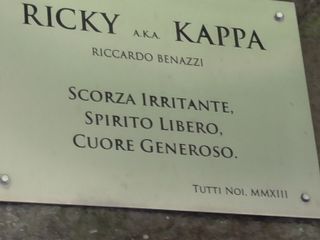 RICKY A.K.A. KAPPA
RICCARDO BENAZZI
SCORZA IRRITANTE,
SPIRITO LIBERO,
CUORE GENEROSO.
TUTTI NOI. MMXIII